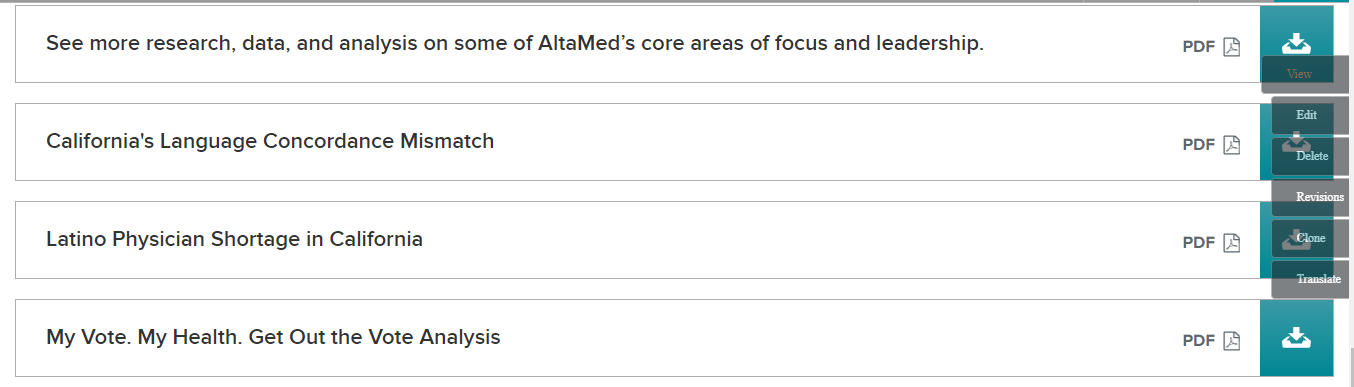 See more research, data, and analysis on some of AltaMed’s core areas of focus and leadership.
PDF
View
Edit
California's Language Concordance Mismatch
PDF
Delete
Revisions
Latino Physician Shortage in California
PDF
Clone
Translate
My Vote. My Health. Get Out the Vote Analysis
PDF